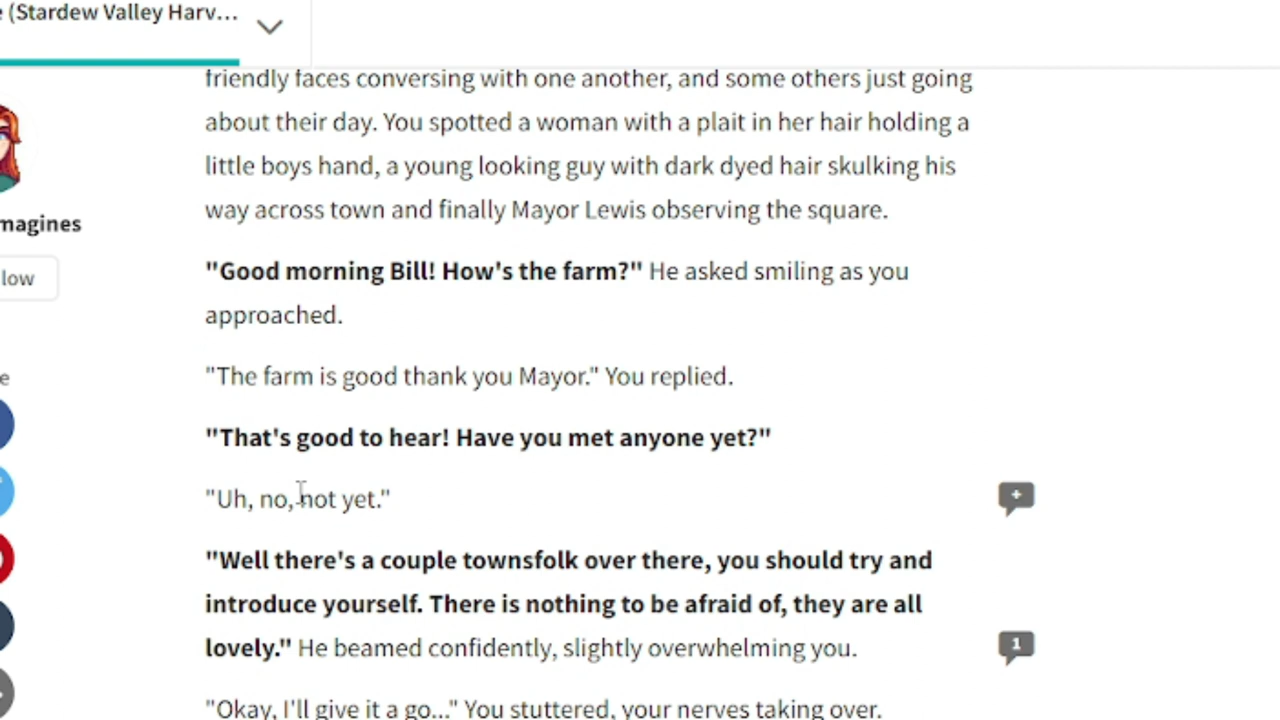 (Stardew Valley Harv...
friendly faces conversing with one another, and some others just going
about their day. You spotted a woman with a plait in her hair holding a
little boys hand, a young looking guy with dark dyed hair skulking his
way across town and finally Mayor Lewis observing the square.
magines
low
"Good morning Bill! How's the farm?" He asked smiling as you
approached.
"The farm is good thank you Mayor." You replied.
"That's good to hear! Have you met anyone yet?"
"Uh, no, not yet."
+
"Well there's a couple townsfolk over there, you should try and
introduce yourself. There is nothing to be afraid of, they are all
lovely." He beamed confidently, slightly overwhelming you.
1
"Okay, I'll give it a go..." You stuttered, your nerves taking over.